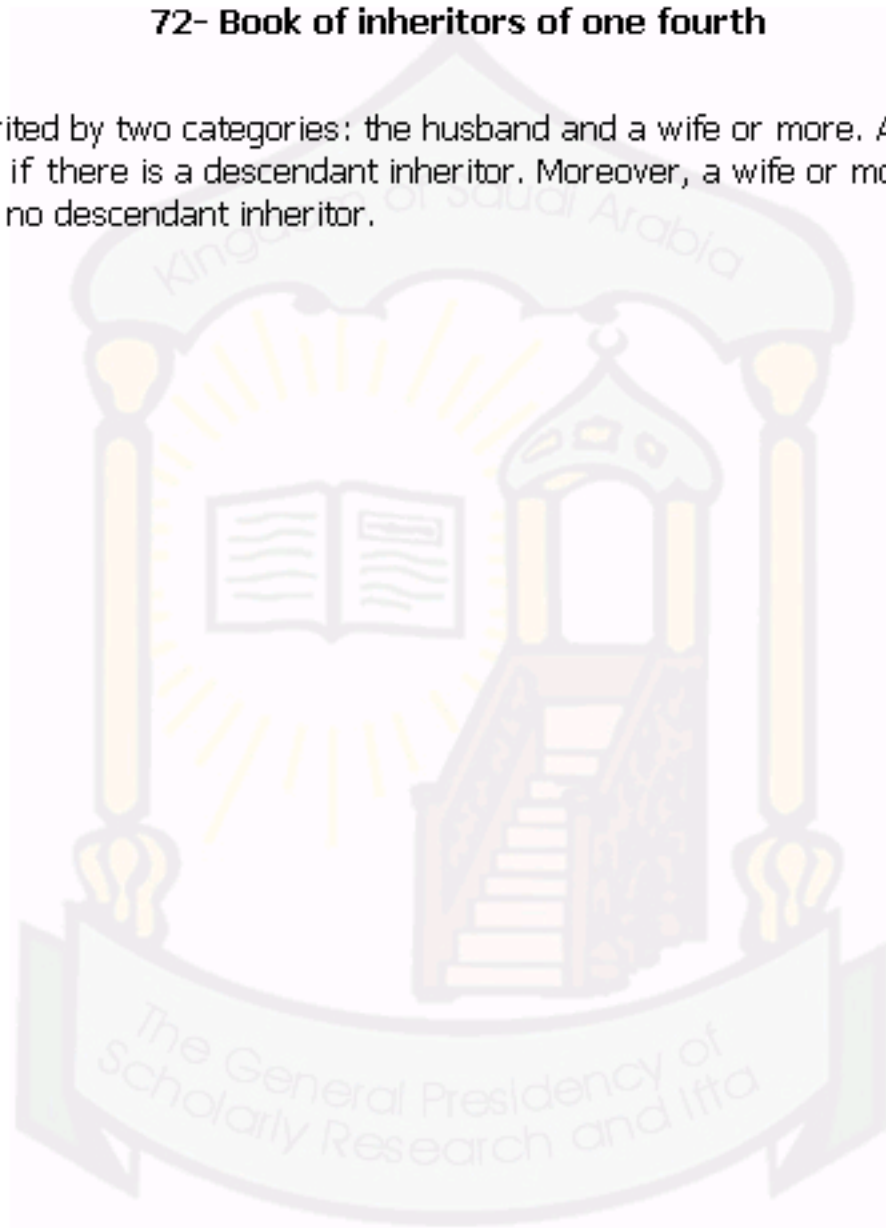 72- Book of inheritors of one fourth
rited by two categories: the husband and a wife or more. A
if there is a descendant inheritor. Moreover, a wife or mo
no descendant inheritor.
Kingdom of Saudi Arabia
The General Presidency of
Scholarly Research and Ifta